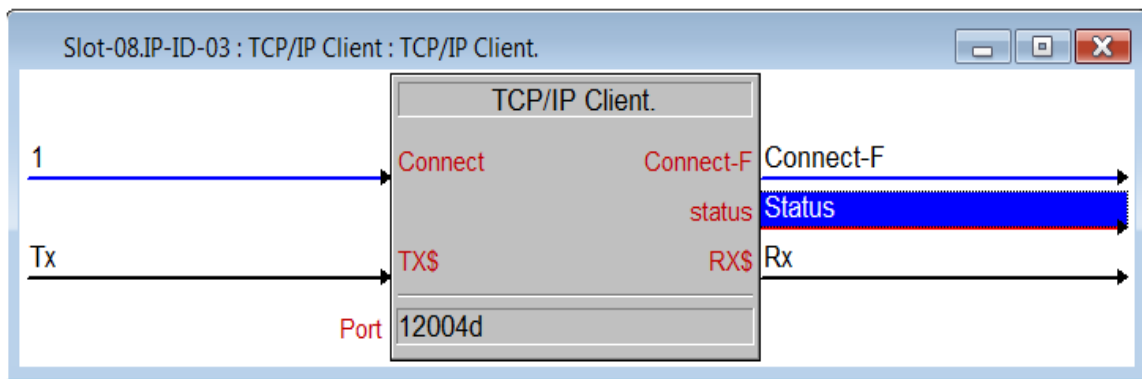 Slot-08.IP-ID-03 : TCP/IP Client : TCP/IP Client.
TCP/IP Client.
1 Connect Connect-F Connect-F
status Status
Tx TX$ RX$ Rx
Port 12004d